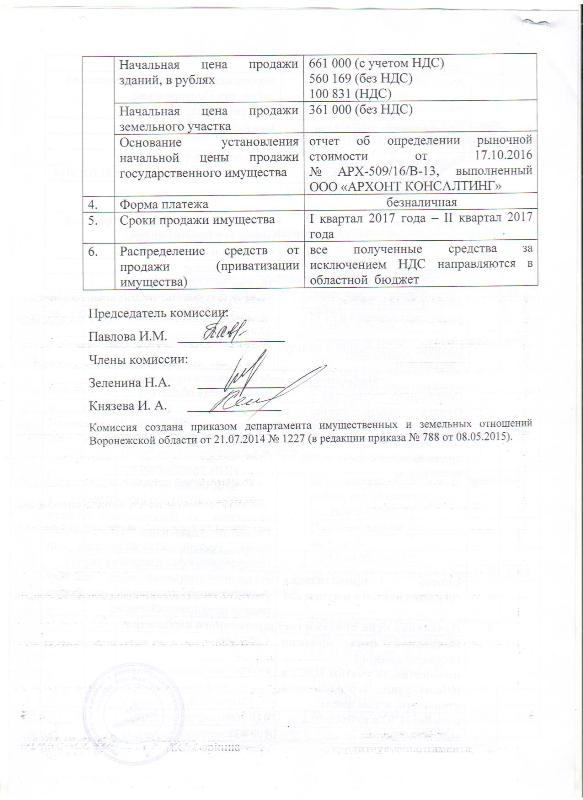 Начальная цена продажи
зданий, в рублях
661 000 (с учетом НДС)
560 169 (без НДС)
100 831 (НДС)
Начальная цена продажи
земельного участка
361 000 (без НДС)
Основание установления
начальной цены продажи
государственного имущества
отчет об определении рыночной
стоимости от 17.10.2016
№ АРХ-509/16/В-13, выполненный
ООО «АРХОНТ КОНСАЛТИНГ»
4. Форма платежа безналичная
5. Сроки продажи имущества
I квартал 2017 года – II квартал 2017
года
6. Распределение средств от
продажи (приватизации
имущества)
все полученные средства за
исключением НДС направляются в
областной бюджет
Председатель комиссии:
Павлова И.М.
Члены комиссии:
Зеленина Н.А.
Князева И. А.
Комиссия создана приказом департамента имущественных и земельных отношений
Воронежской области от 21.07.2014 № 1227 (в редакции приказа № 788 от 08.05.2015).